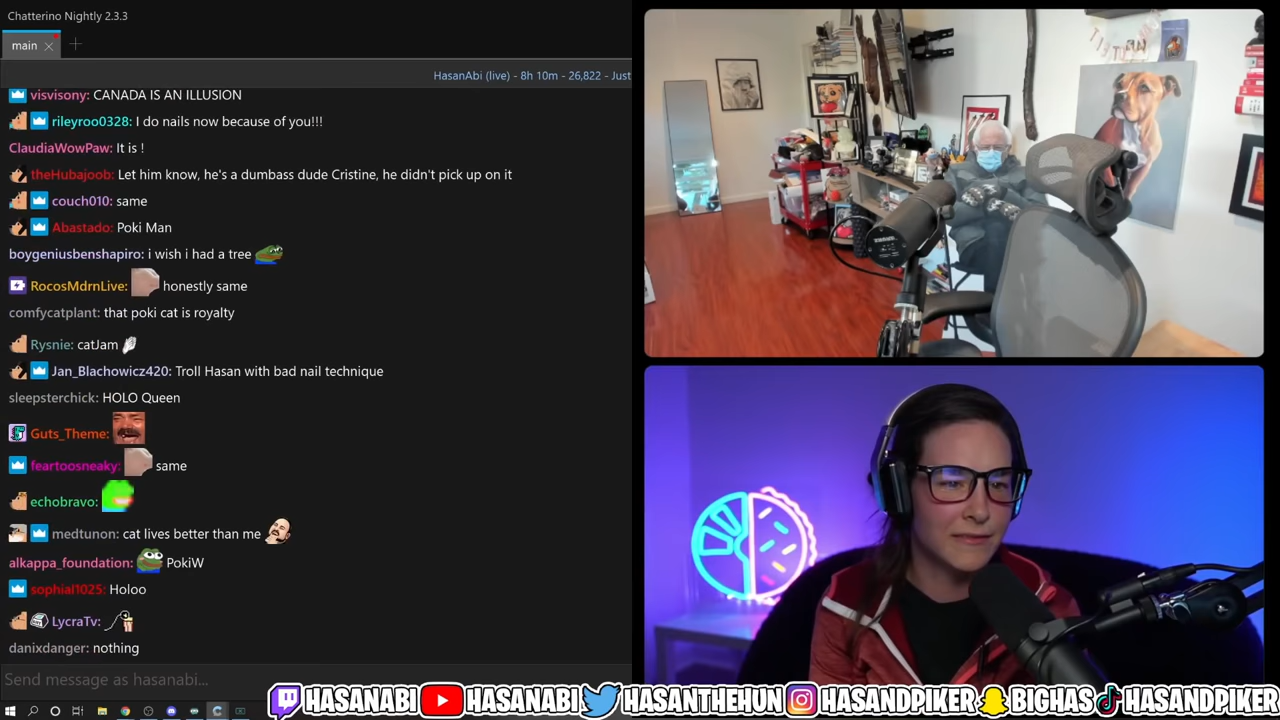 Chatterino Nightly 2.3.3
main
HasanAbi (live) - 8h 10m - 26,822 - Just
visvisony: CANADA IS AN ILLUSION
rileyroo0328: I do nails now because of you!!!
ClaudiaWowPaw: It is !
theHubajoob: Let him know, he's a dumbass dude Cristine, he didn't pick up on it
couch010: same
Abastado: Poki Man
boygeniusbenshapiro: i wish i had a tree
RocosMdrnLive: honestly same
comfycatplant: that poki cat is royalty
Rysnie: catJam
Jan_Blachowicz420: Troll Hasan with bad nail technique
sleepsterchick: HOLO Queen
Guts_Theme:
feartoosneaky: same
echobravo:
medtunon: cat lives better than me
alkappa_foundation: PokiW
sophial1025: Holoo
LycraTv:
danixdanger: nothing
Send message as hasanabi...
HASANABI HASANABI HASANTHEHUN HASANDPIKER BIGHAS HASANDPIKER